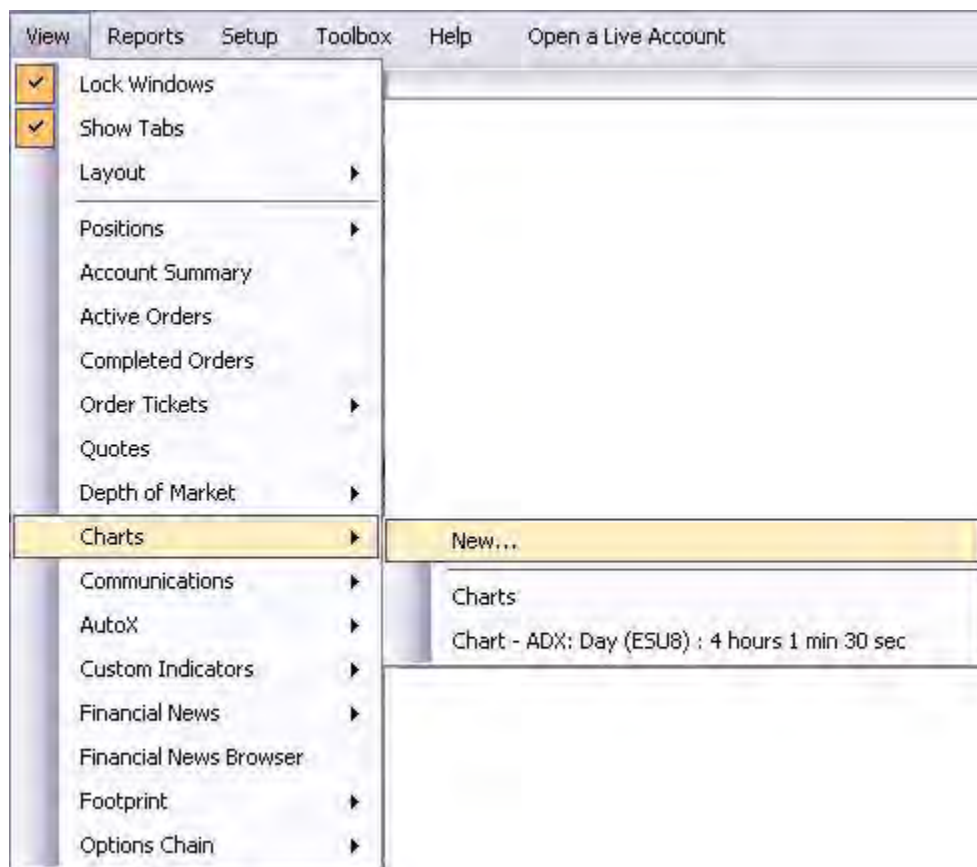 View Reports Setup Toolbox Help Open a Live Account
Lock Windows
Show Tabs
Layout
Positions
Account Summary
Active Orders
Completed Orders
Order Tickets
Quotes
Depth of Market
Charts
New...
Charts
Chart - ADX: Day (ESU8) : 4 hours 1 min 30 sec
Communications
AutoX
Custom Indicators
Financial News
Financial News Browser
Footprint
Options Chain